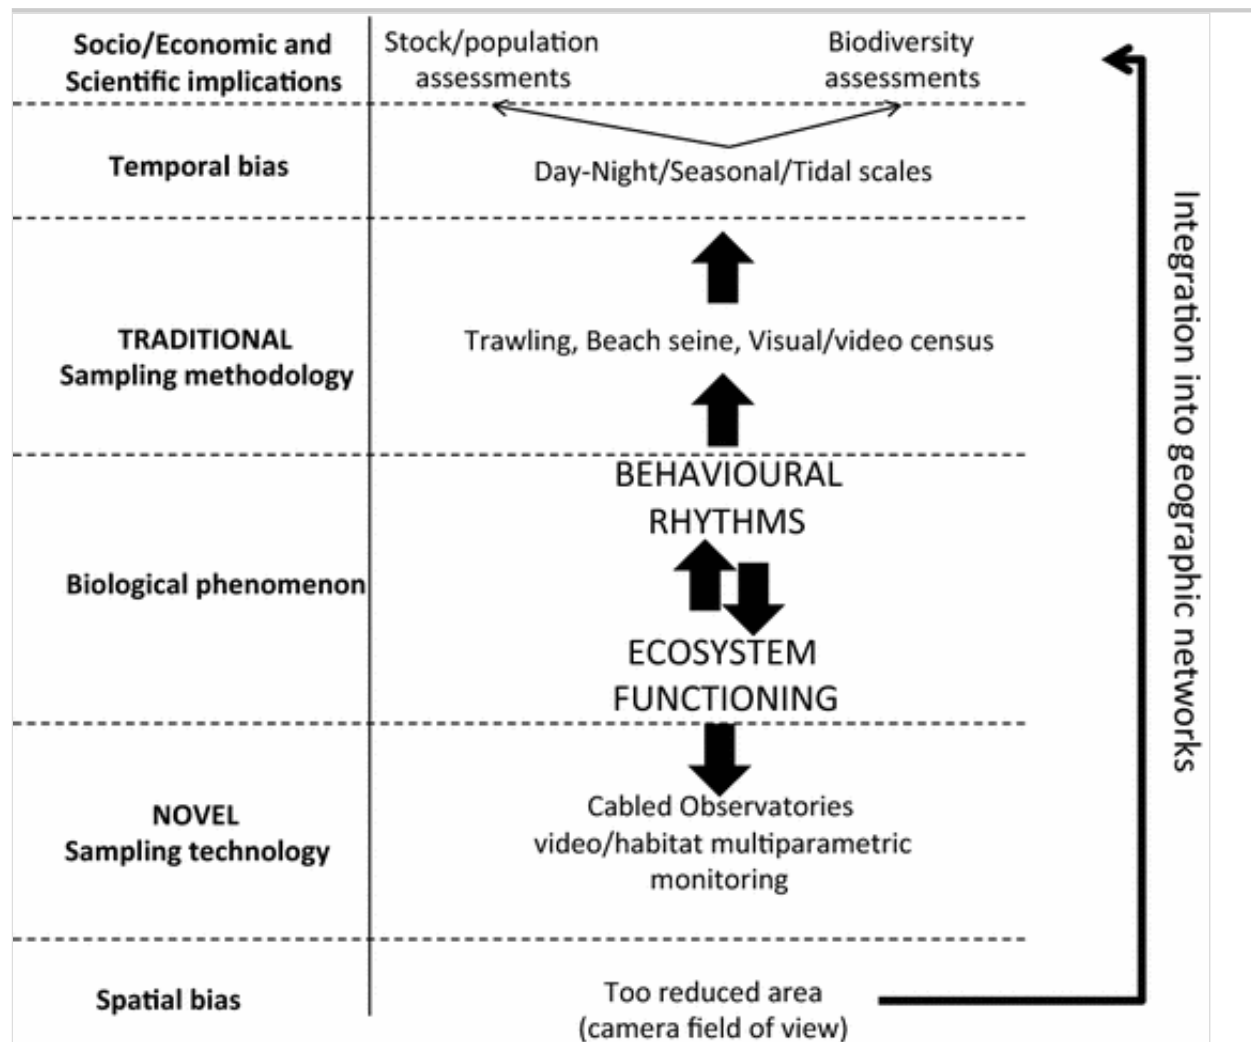 Socio/Economic and
Scientific implications
Stock/population
assessments
Biodiversity
assessments
Temporal bias
Day-Night/Seasonal/Tidal scales
TRADITIONAL
Sampling methodology
Trawling, Beach seine, Visual/video census
Biological phenomenon
BEHAVIOURAL
RHYTHMS
ECOSYSTEM
FUNCTIONING
NOVEL
Sampling technology
Cabled Observatories
video/habitat multiparametric
monitoring
Spatial bias
Too reduced area
(camera field of view)
Integration into geographic networks